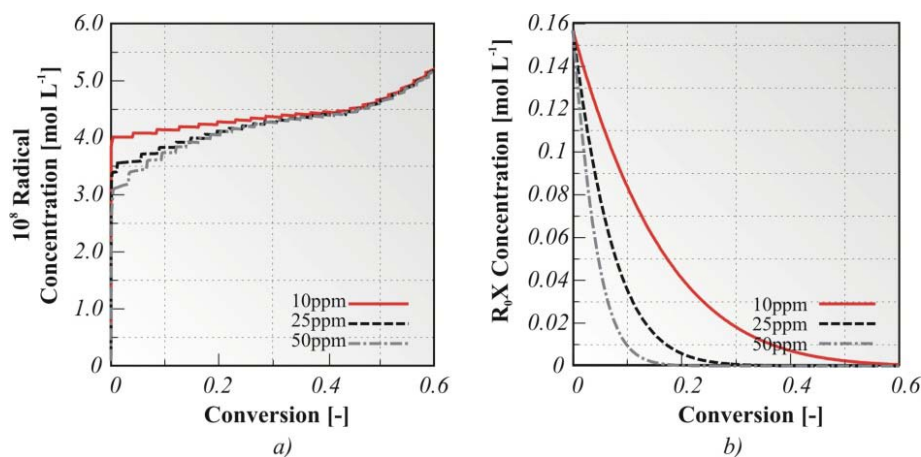 6.0
5.0
4.0
3.0
2.0
1.0
0
10⁸ Radical
Concentration [mol L⁻¹]
10ppm
25ppm
50ppm
0 0.2 0.4 0.6
Conversion [-]
a)
0.16
0.14
0.12
0.1
0.08
0.06
0.04
0.02
0
R₀X Concentration [mol L⁻¹]
10ppm
25ppm
50ppm
0 0.2 0.4 0.6
Conversion [-]
b)